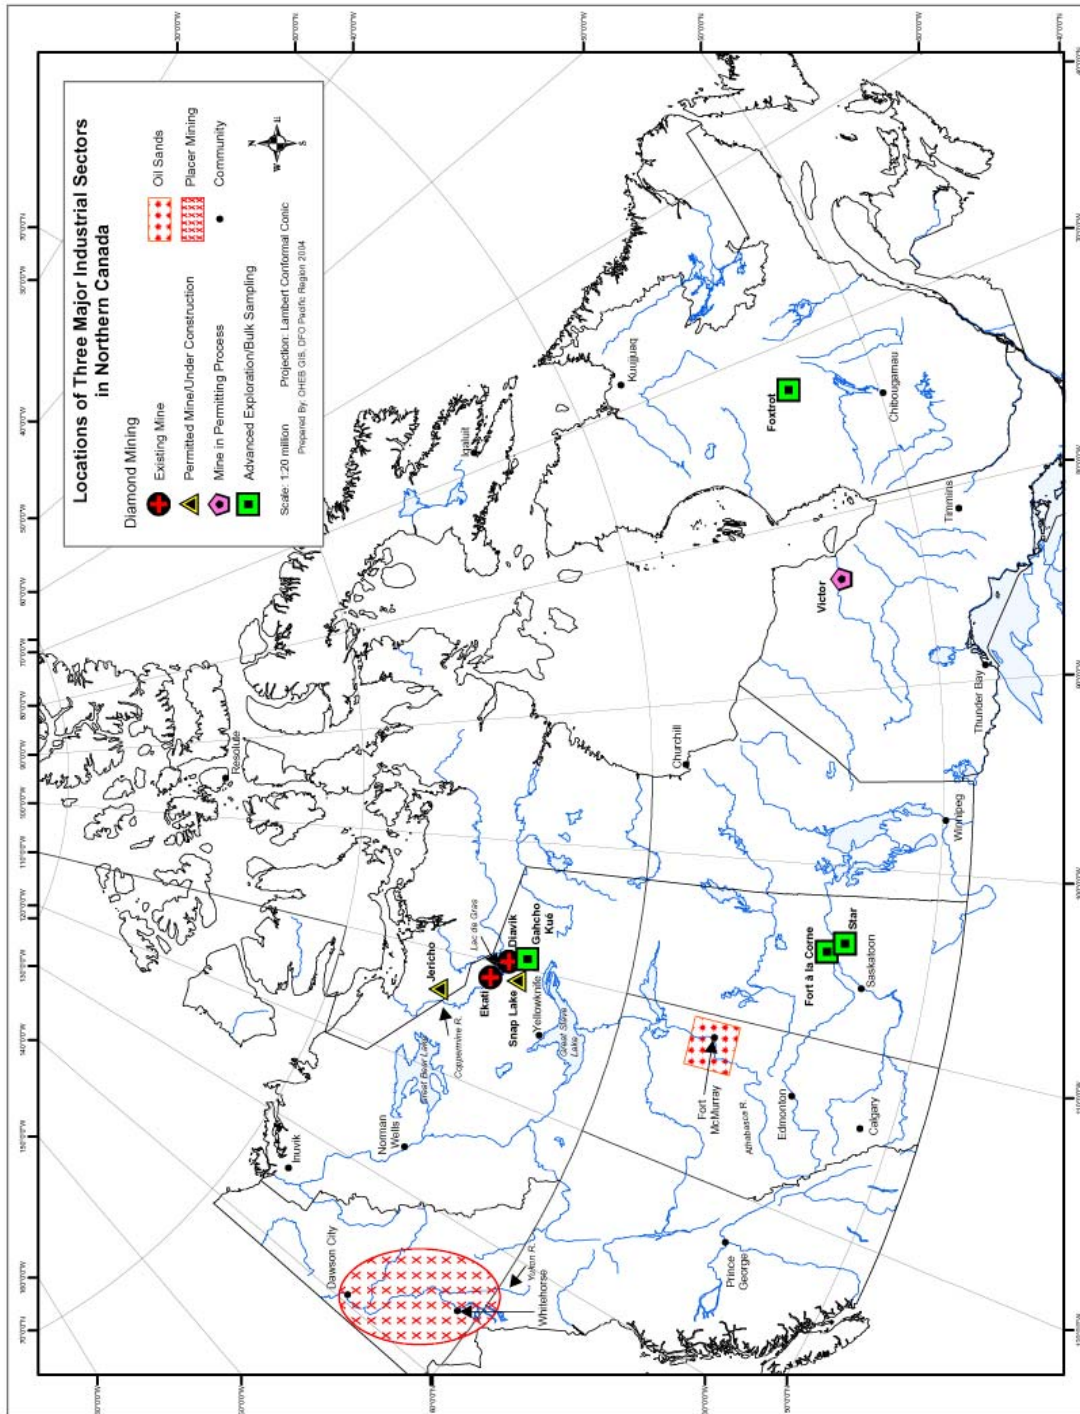 Locations of Three Major Industrial Sectors
in Northern Canada
Diamond Mining
Existing Mine
Permitted Mine/Under Construction
Mine in Permitting Process
Advanced Exploration/Bulk Sampling
Oil Sands
Placer Mining
Community
N
W E
S
Scale: 1:20 million Projection: Lambert Conformal Conic
Prepared By: OHEB GIS, DFO Pacific Region 2004
Resolute
Iqaluit
Inuvik
Dawson City
Norman
Wells
Great Bear Lake
Coppermine R.
Jericho
Lac de Gras
Ekati
Diavik
Snap Lake
Gahcho
Kué
Yellowknife
Great Slave
Lake
Yukon R.
Whitehorse
Kuujjuaq
Churchill
Foxtrot
Chibougamau
Victor
Timmins
Thunder Bay
Winnipeg
Fort à la Corne
Star
Saskatoon
Fort
McMurray
Athabasca R.
Edmonton
Calgary
Prince
George